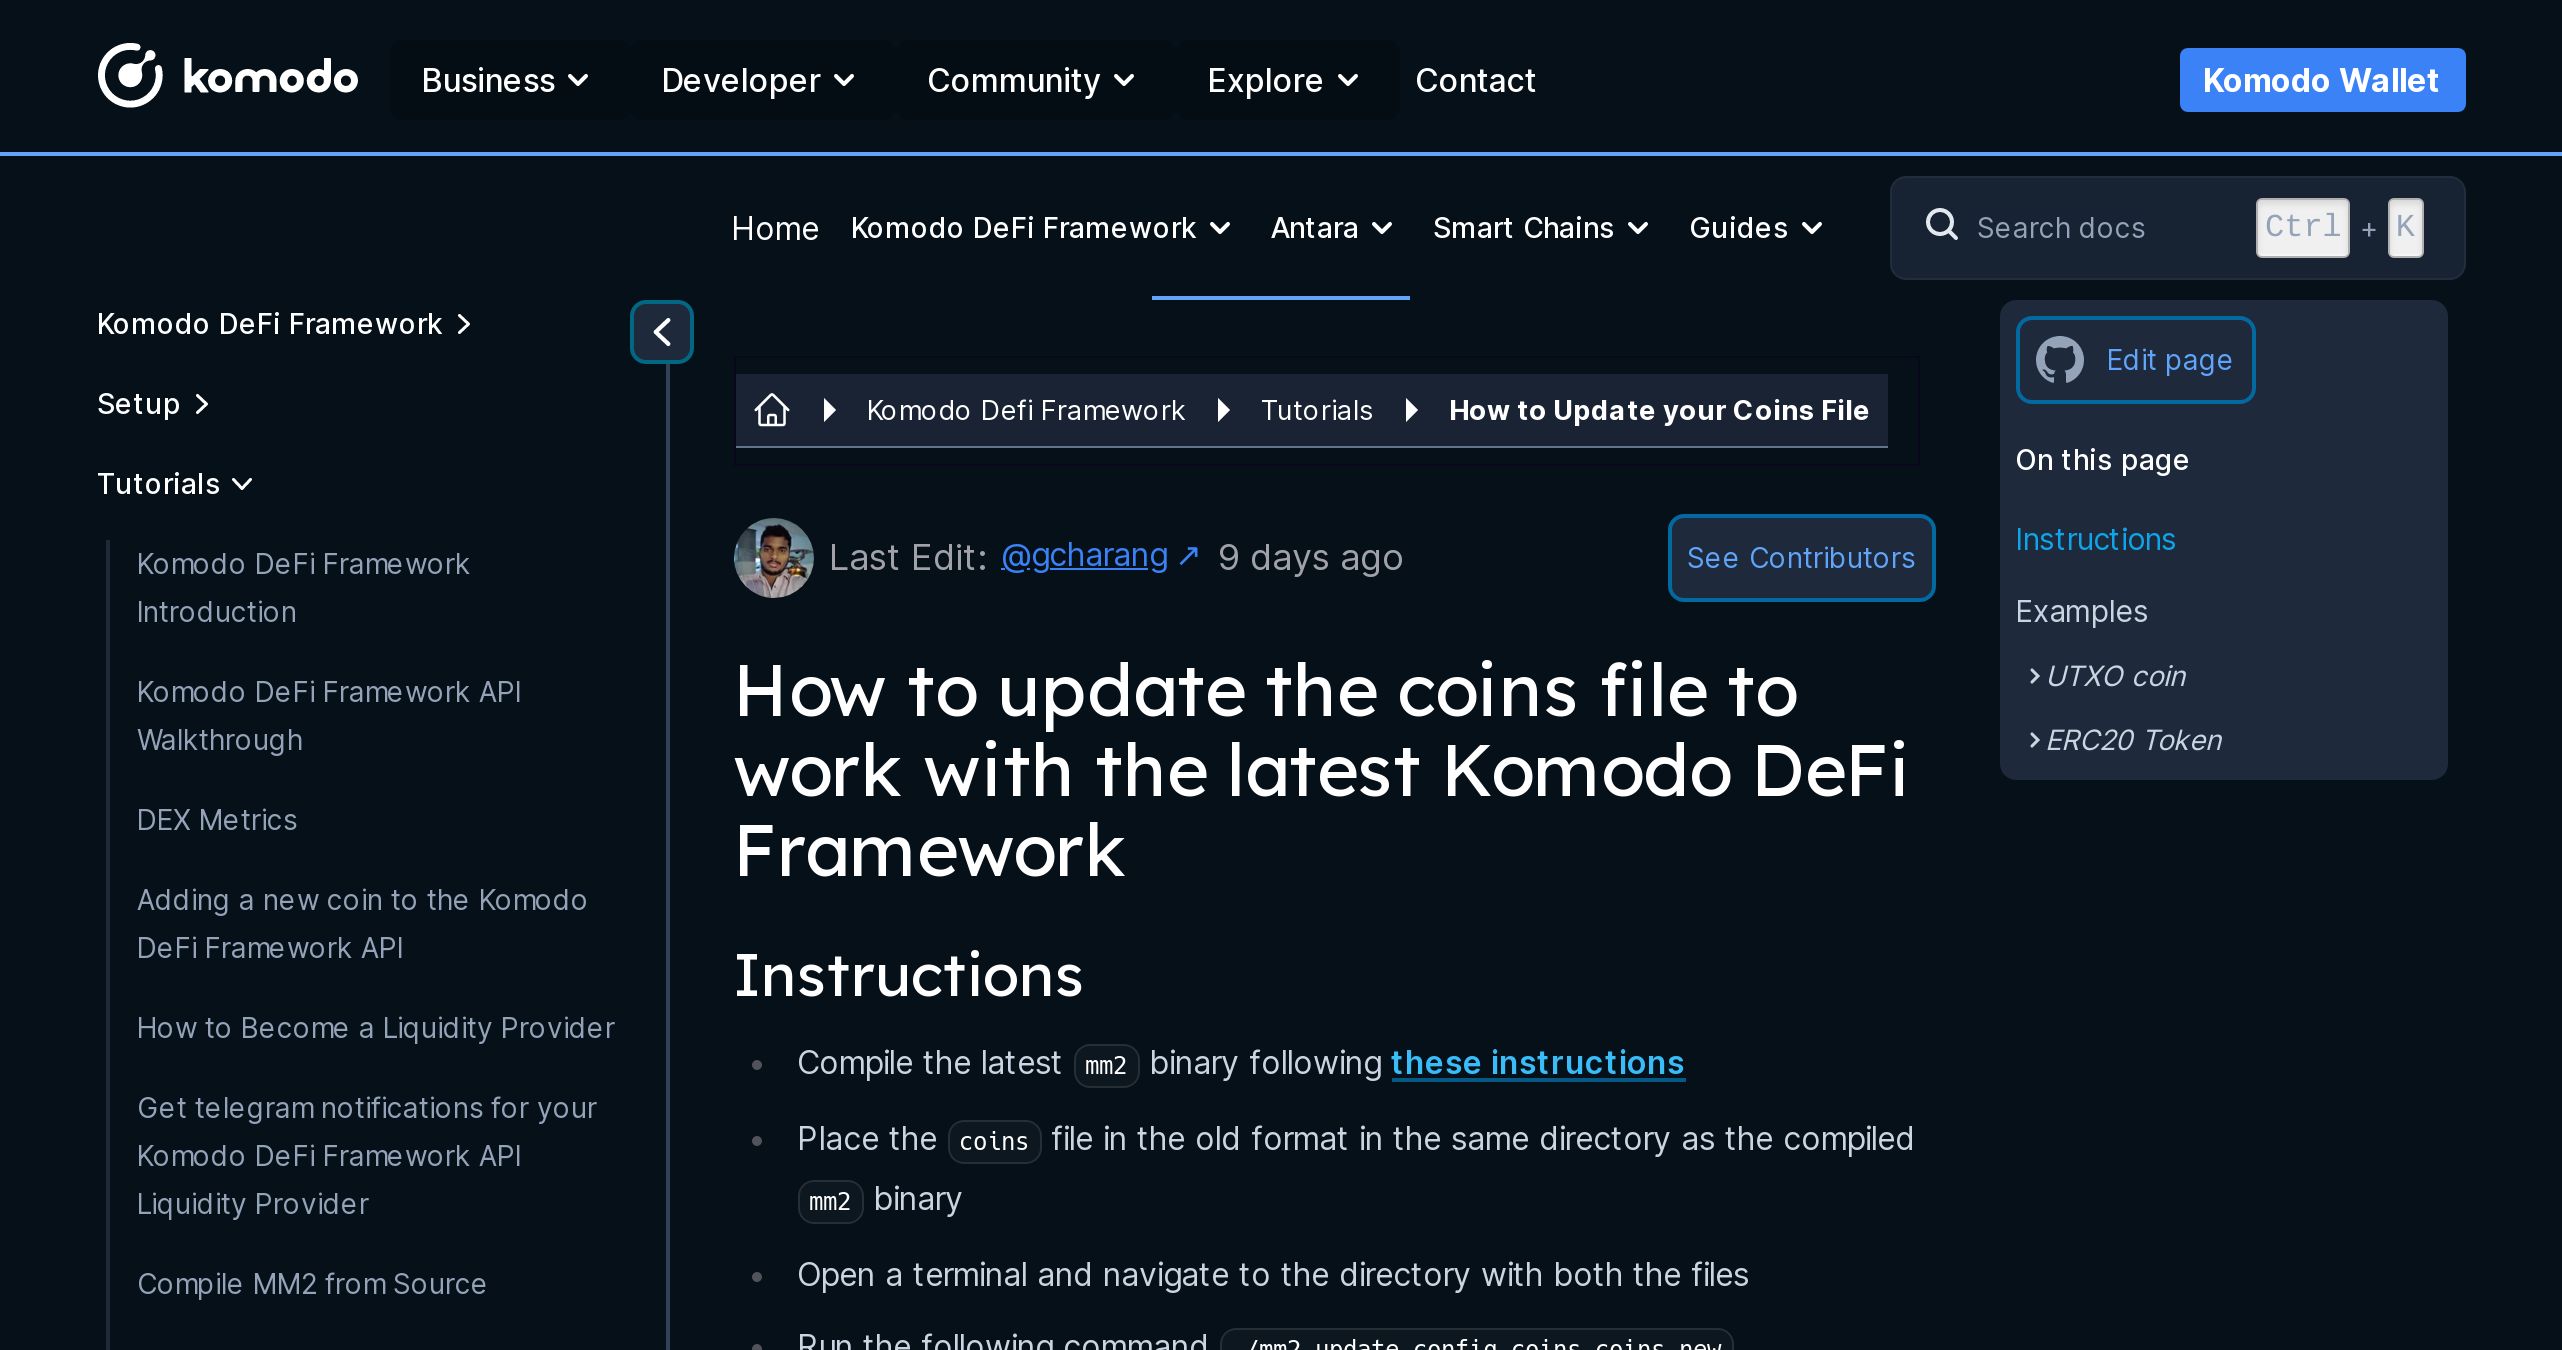 komodo Business Developer Community Explore Contact Komodo Wallet
Home Komodo DeFi Framework Antara Smart Chains Guides Search docs Ctrl + K
Komodo DeFi Framework
Setup
Tutorials
Komodo DeFi Framework
Introduction
Komodo DeFi Framework API
Walkthrough
DEX Metrics
Adding a new coin to the Komodo
DeFi Framework API
How to Become a Liquidity Provider
Get telegram notifications for your
Komodo DeFi Framework API
Liquidity Provider
Compile MM2 from Source
Komodo Defi Framework Tutorials How to Update your Coins File
Last Edit: @gcharang ↗ 9 days ago See Contributors
How to update the coins file to
work with the latest Komodo DeFi
Framework
Instructions
• Compile the latest mm2 binary following these instructions
• Place the coins file in the old format in the same directory as the compiled
mm2 binary
• Open a terminal and navigate to the directory with both the files
• Run the following command ./mm2 update_config coins coins_new
Edit page
On this page
Instructions
Examples
UTXO coin
ERC20 Token